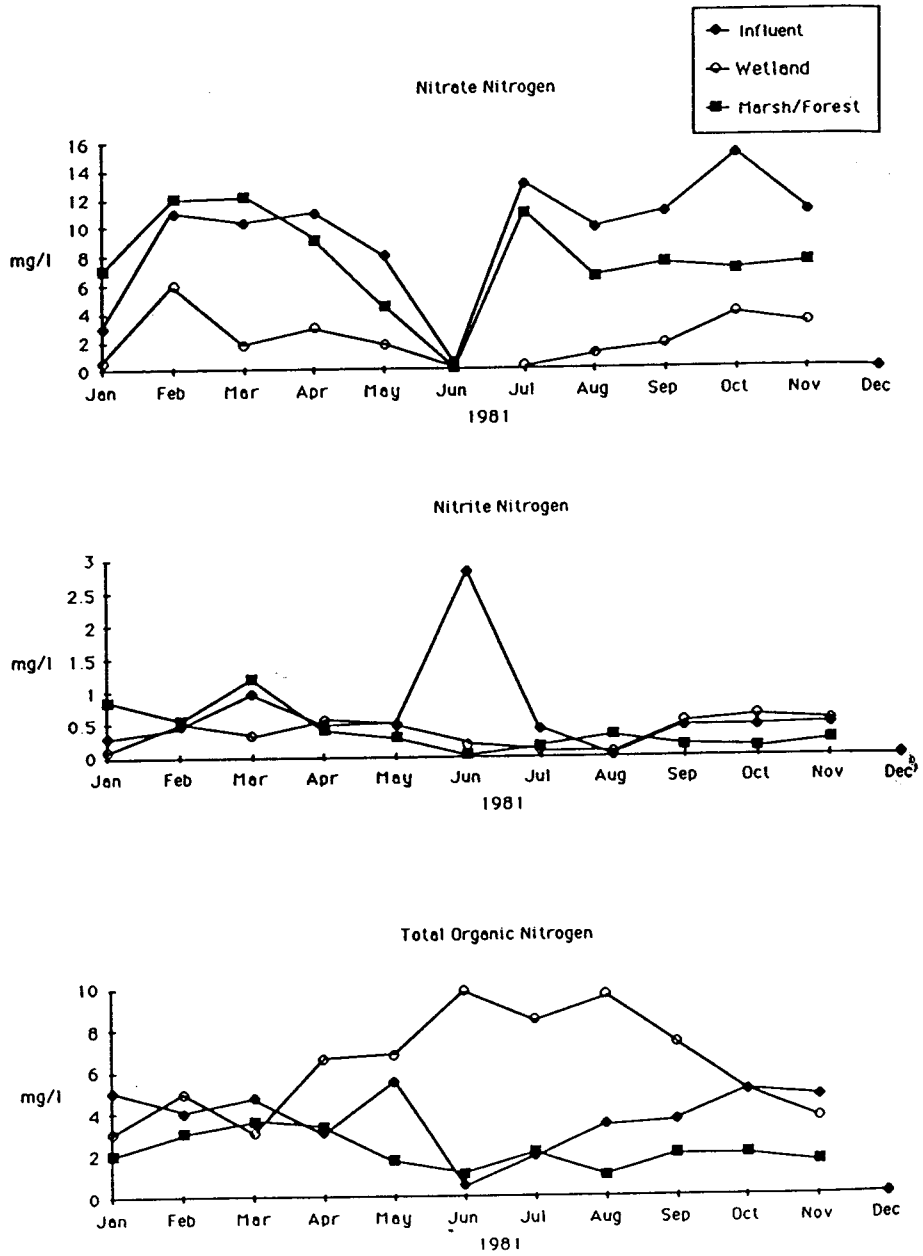 Influent
Wetland
Marsh/Forest
Nitrate Nitrogen
16
14
12
10
8
6
4
2
0
mg/l
Jan Feb Mar Apr May Jun Jul Aug Sep Oct Nov Dec
1981
Nitrite Nitrogen
3
2.5
2
1.5
1
0.5
0
mg/l
Jan Feb Mar Apr May Jun Jul Aug Sep Oct Nov Dec
1981
Total Organic Nitrogen
10
8
6
4
2
0
mg/l
Jan Feb Mar Apr May Jun Jul Aug Sep Oct Nov Dec
1981